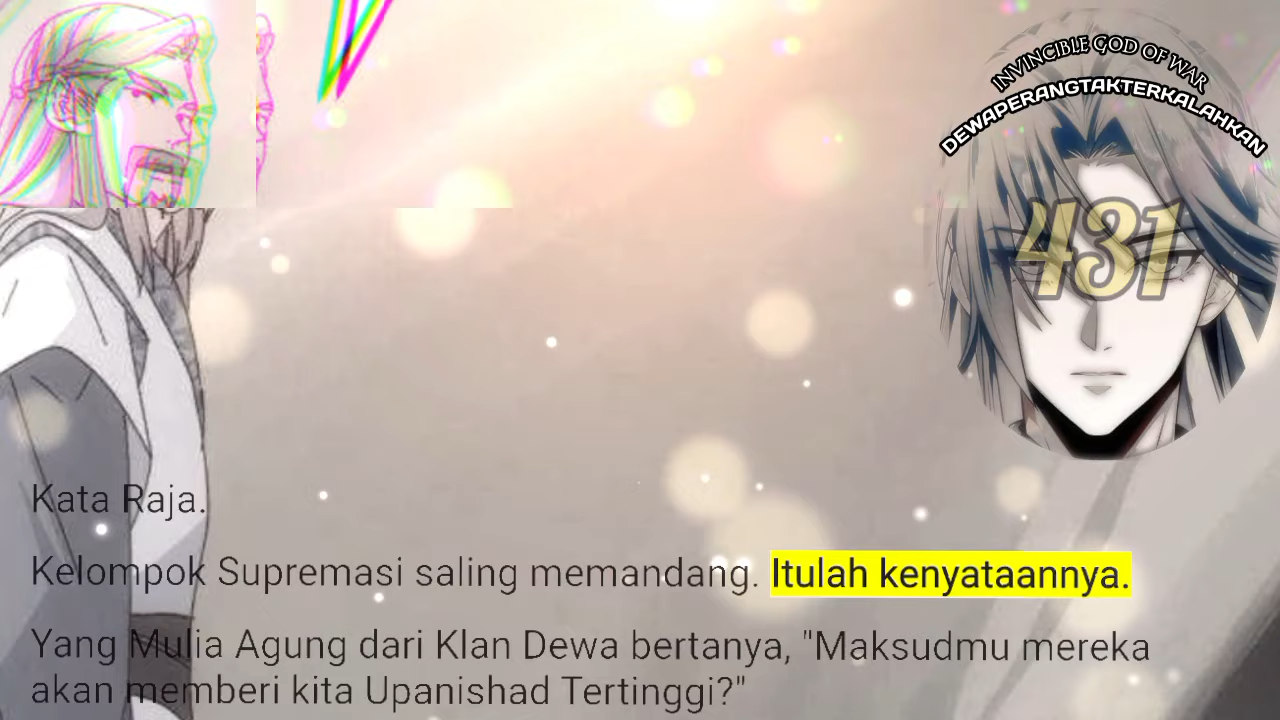 INVINCIBLE GOD OF WAR
DEWAPERANGTAKTERKALAHKAN
431
Kata Raja.
Kelompok Supremasi saling memandang. Itulah kenyataannya.
Yang Mulia Agung dari Klan Dewa bertanya, "Maksudmu mereka
akan memberi kita Upanishad Tertinggi?"